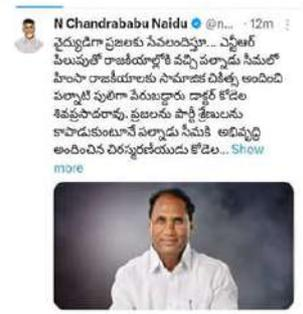 N Chandrababu Naidu @n... · 12m
వైద్యుడిగా ప్రజలకు సేవలందిస్తూ... ఎన్టీఆర్
పిలుపుతో రాజకీయాల్లోకి వచ్చి పల్నాడు సీమలో
హింసా రాజకీయాలకు సామాజిక చికిత్స అందించి
పల్నాటి పులిగా పేరుబడ్డారు డాక్టర్ కోడెల
శివప్రసాదరావు. ప్రజలను పార్టీ శ్రేణులను
కాపాడుకుంటూనే పల్నాడు సీమకి అభివృద్ధి
అందించిన చిరస్మరణీయుడు కోడెల... Show
more